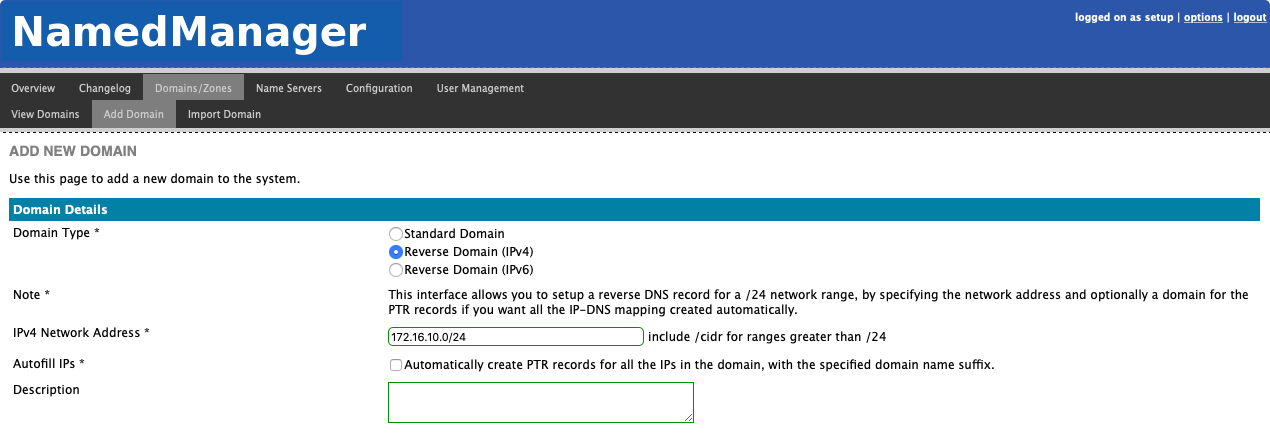 NamedManager
logged on as setup | options | logout
Overview Changelog Domains/Zones Name Servers Configuration User Management
View Domains Add Domain Import Domain
ADD NEW DOMAIN
Use this page to add a new domain to the system.
Domain Details
Domain Type *
Standard Domain
Reverse Domain (IPv4)
Reverse Domain (IPv6)
Note *
This interface allows you to setup a reverse DNS record for a /24 network range, by specifying the network address and optionally a domain for the
PTR records if you want all the IP-DNS mapping created automatically.
IPv4 Network Address * 172.16.10.0/24 include /cidr for ranges greater than /24
Autofill IPs * Automatically create PTR records for all the IPs in the domain, with the specified domain name suffix.
Description